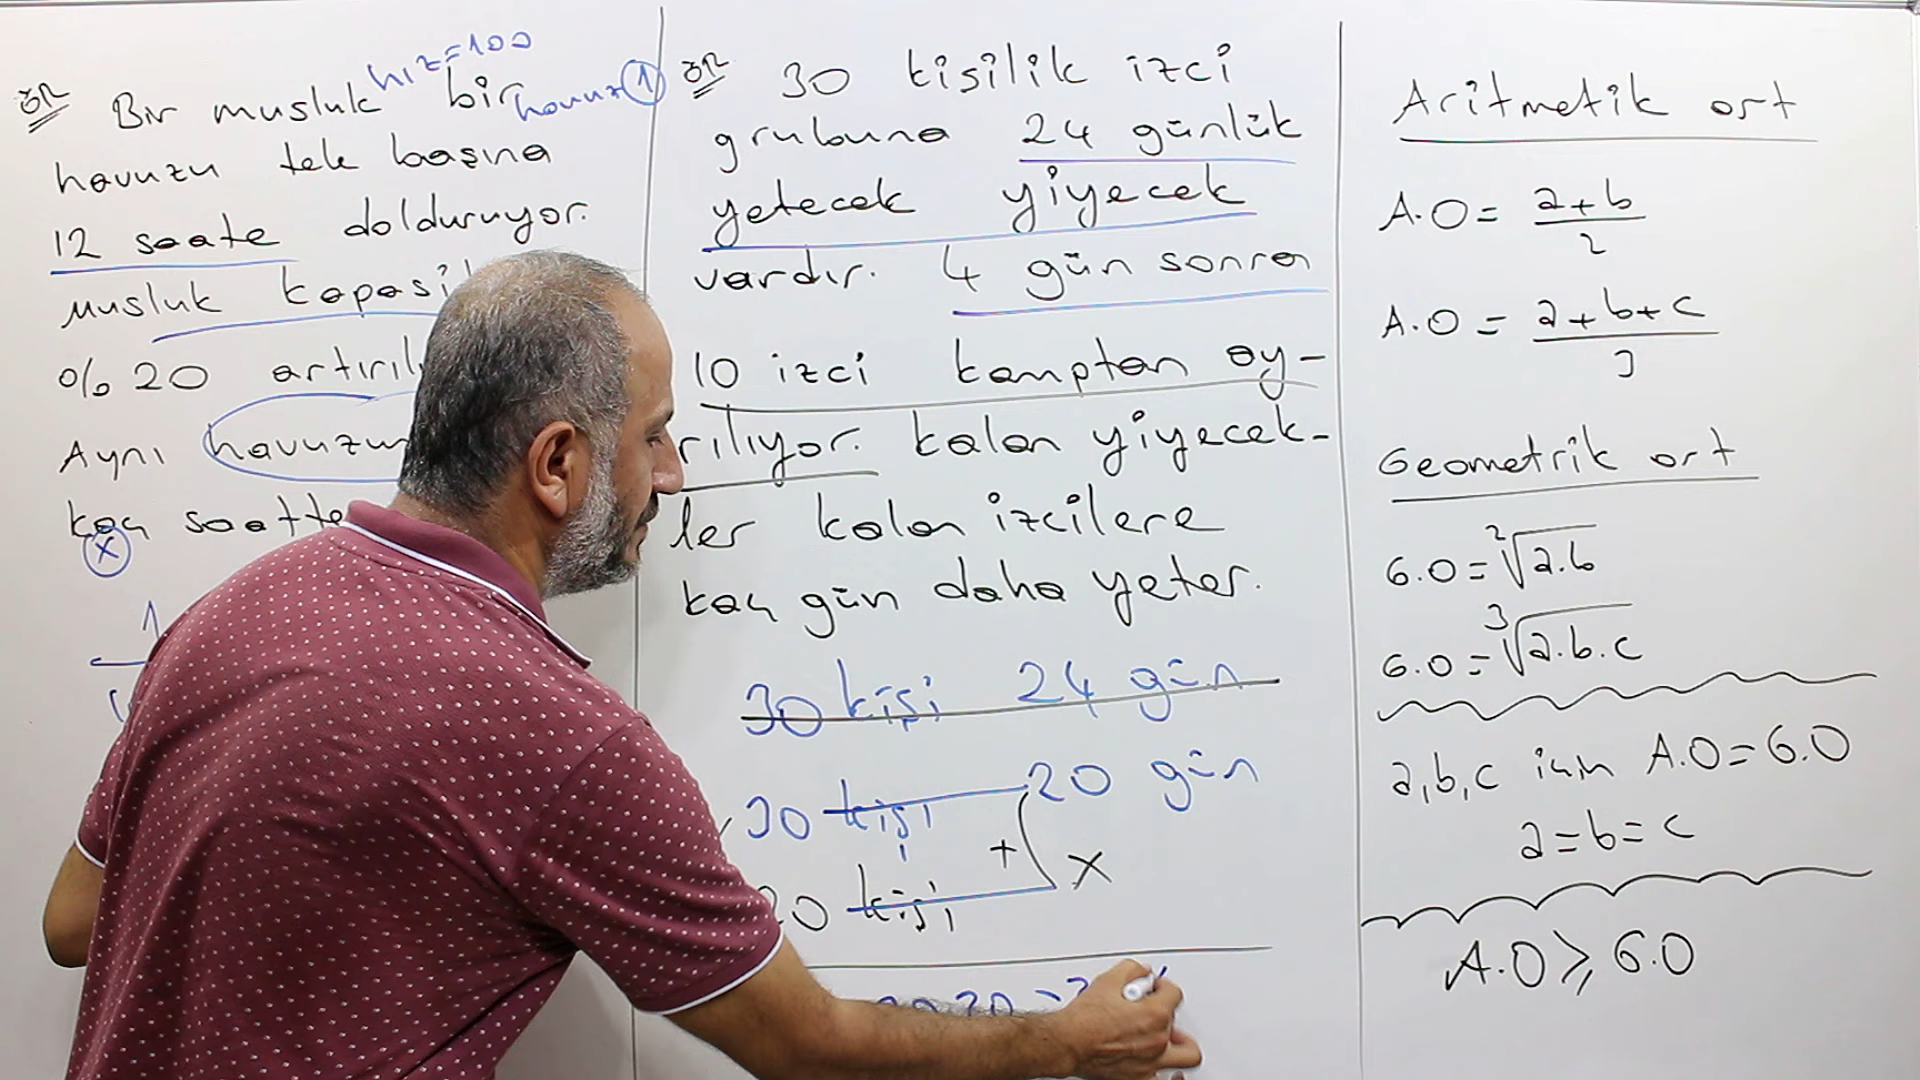 ÖR Bir musluk hız=100 bir havuz 1
havuzu tek başına
12 saate dolduruyor.
Musluk kapasi
%20 artırıl
Aynı havuzun
kaç saatte
x
1
ÖR 30 kişilik izci
grubuna 24 günlük
yetecek yiyecek
vardır. 4 gün sonra
10 izci kamptan ay-
rılıyor. kalan yiyecek-
ler kalan izcilere
kaç gün daha yeter.
30 kişi 24 gün
30 kişi 20 gün
+ x
20 kişi
Aritmetik ort
A.O = a+b
2
A.O = a+b+c
3
Geometrik ort
G.O = ²√a.b
G.O = ³√a.b.c
a,b,c için A.O=G.O
a=b=c
A.O ⩾ G.O